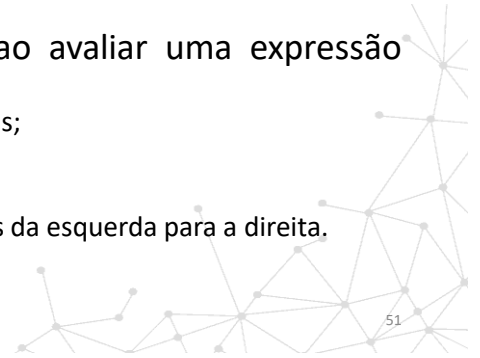 ao avaliar uma expressão
s;
s da esquerda para a direita.
51